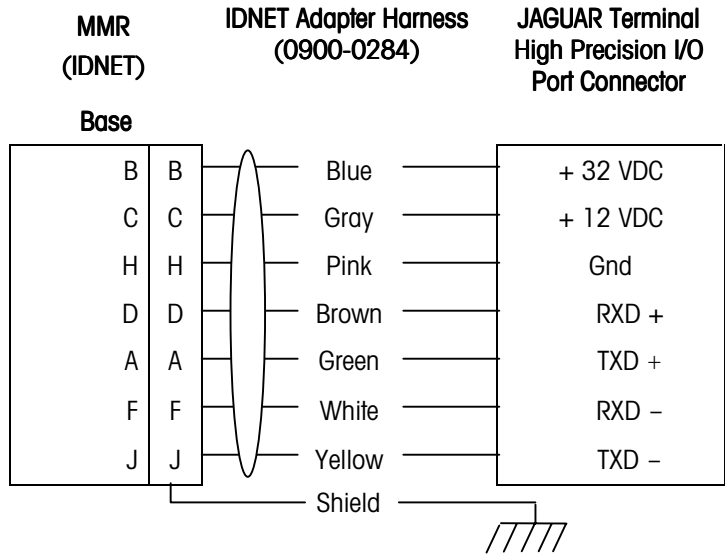 MMR
(IDNET)
Base
IDNET Adapter Harness
(0900-0284)
JAGUAR Terminal
High Precision I/O
Port Connector
B B Blue + 32 VDC
C C Gray + 12 VDC
H H Pink Gnd
D D Brown RXD +
A A Green TXD +
F F White RXD –
J J Yellow TXD –
Shield